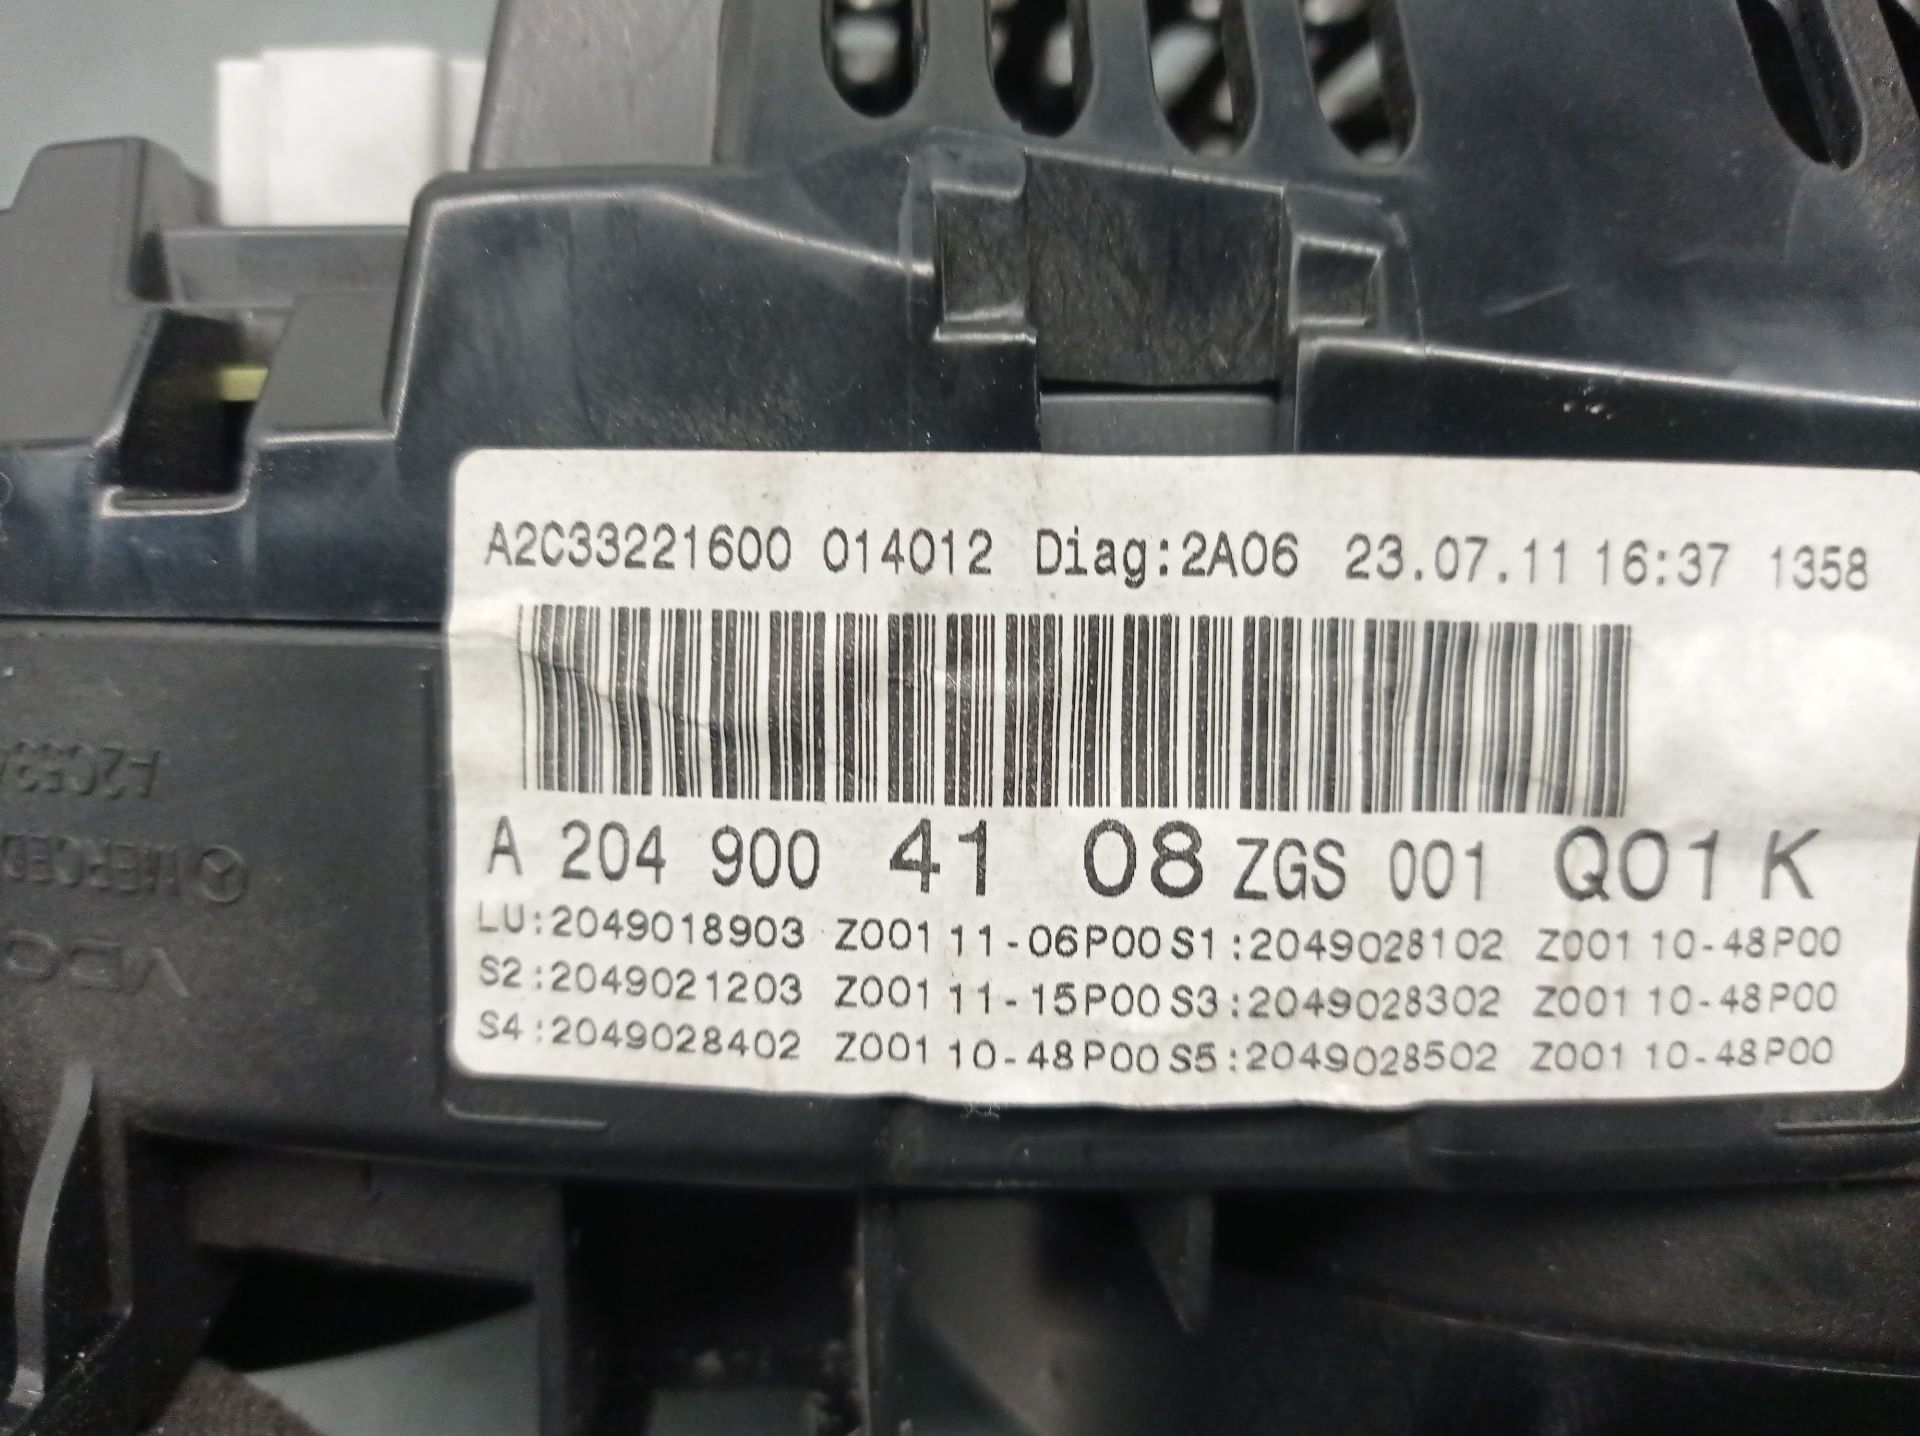 A2C33221600 014012 Diag:2A06 23.07.11 16:37 1358
A 204 900 41 08 ZGS 001 Q01 K
LU:2049018903 Z001 11-06P00 S1:2049028102 Z001 10-48P00
S2:2049021203 Z001 11-15P00 S3:2049028302 Z001 10-48P00
S4:2049028402 Z001 10-48P00 S5:2049028502 Z001 10-48P00
VDO